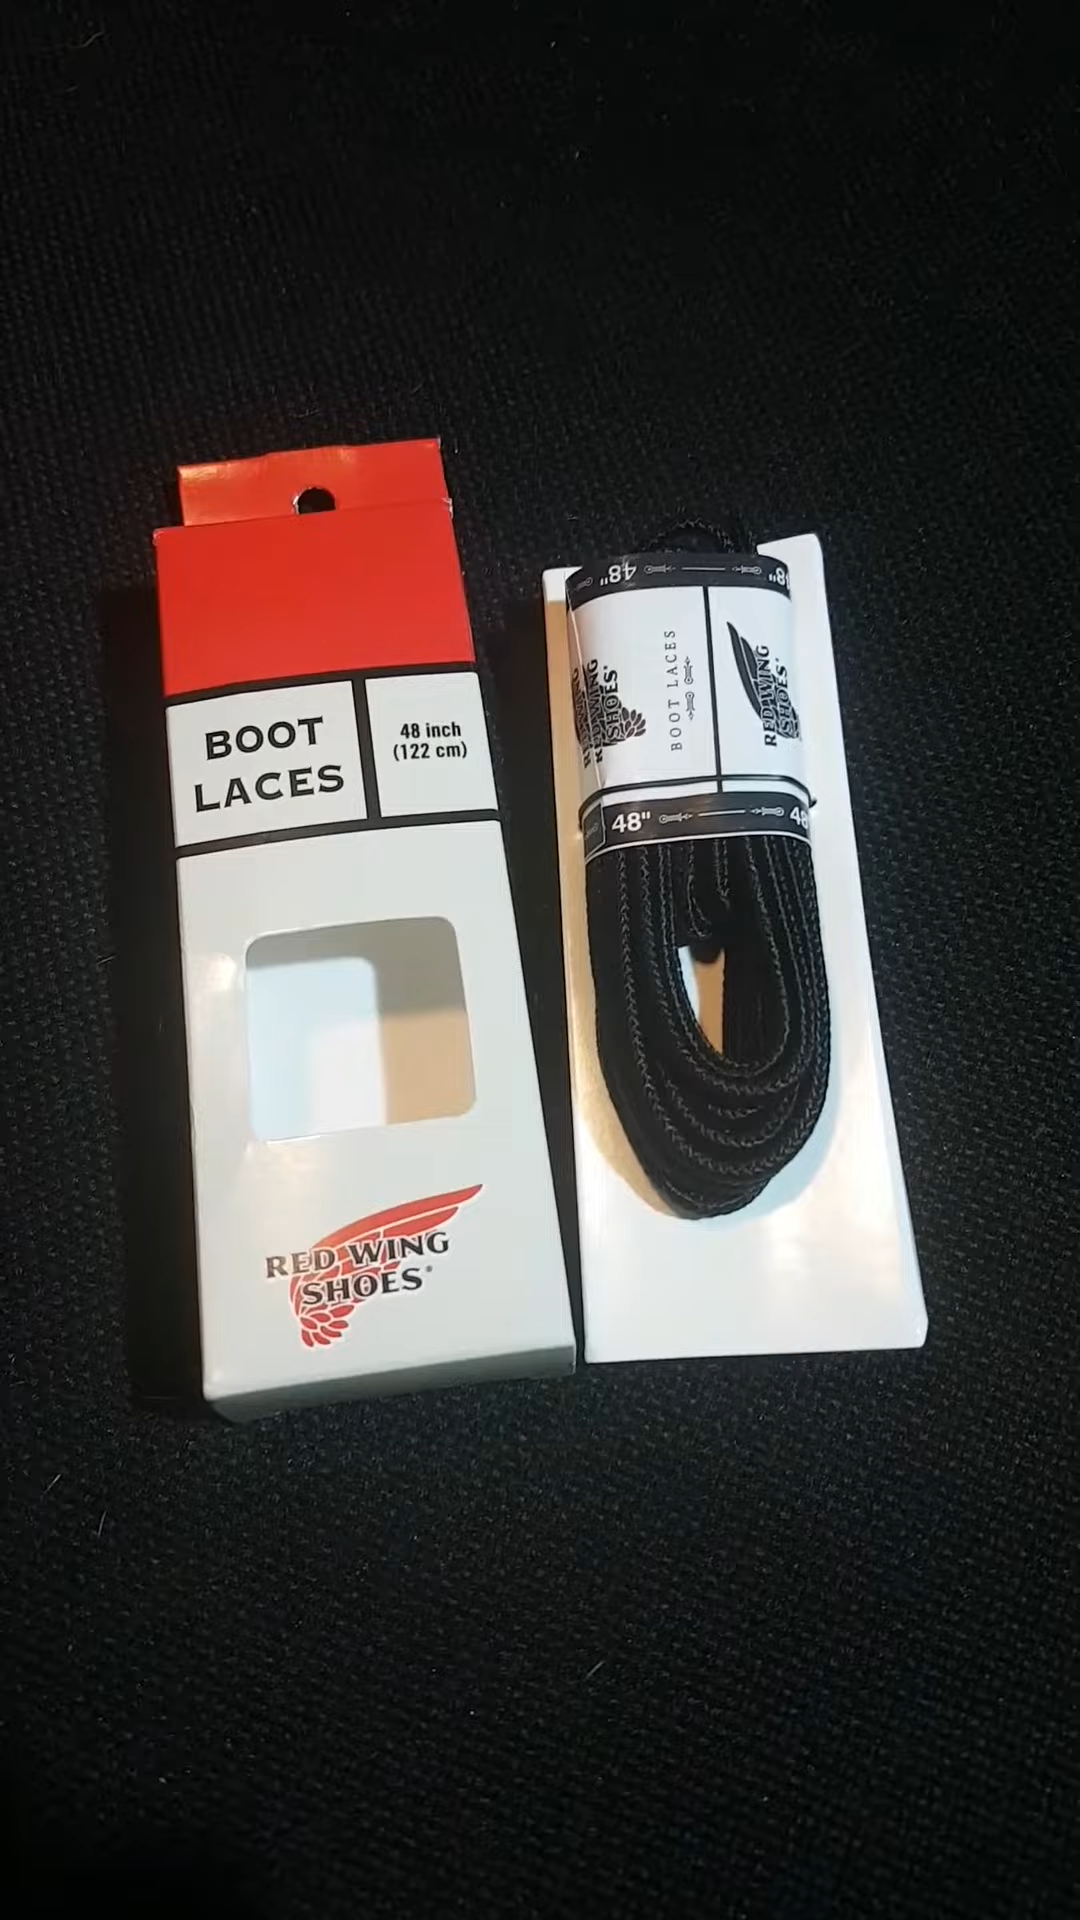 BOOT
LACES
48 inch
(122 cm)
RED WING
SHOES®
48"
48"
RED WING
SHOES®
BOOT LACES
RED WING
SHOES®
48"
48